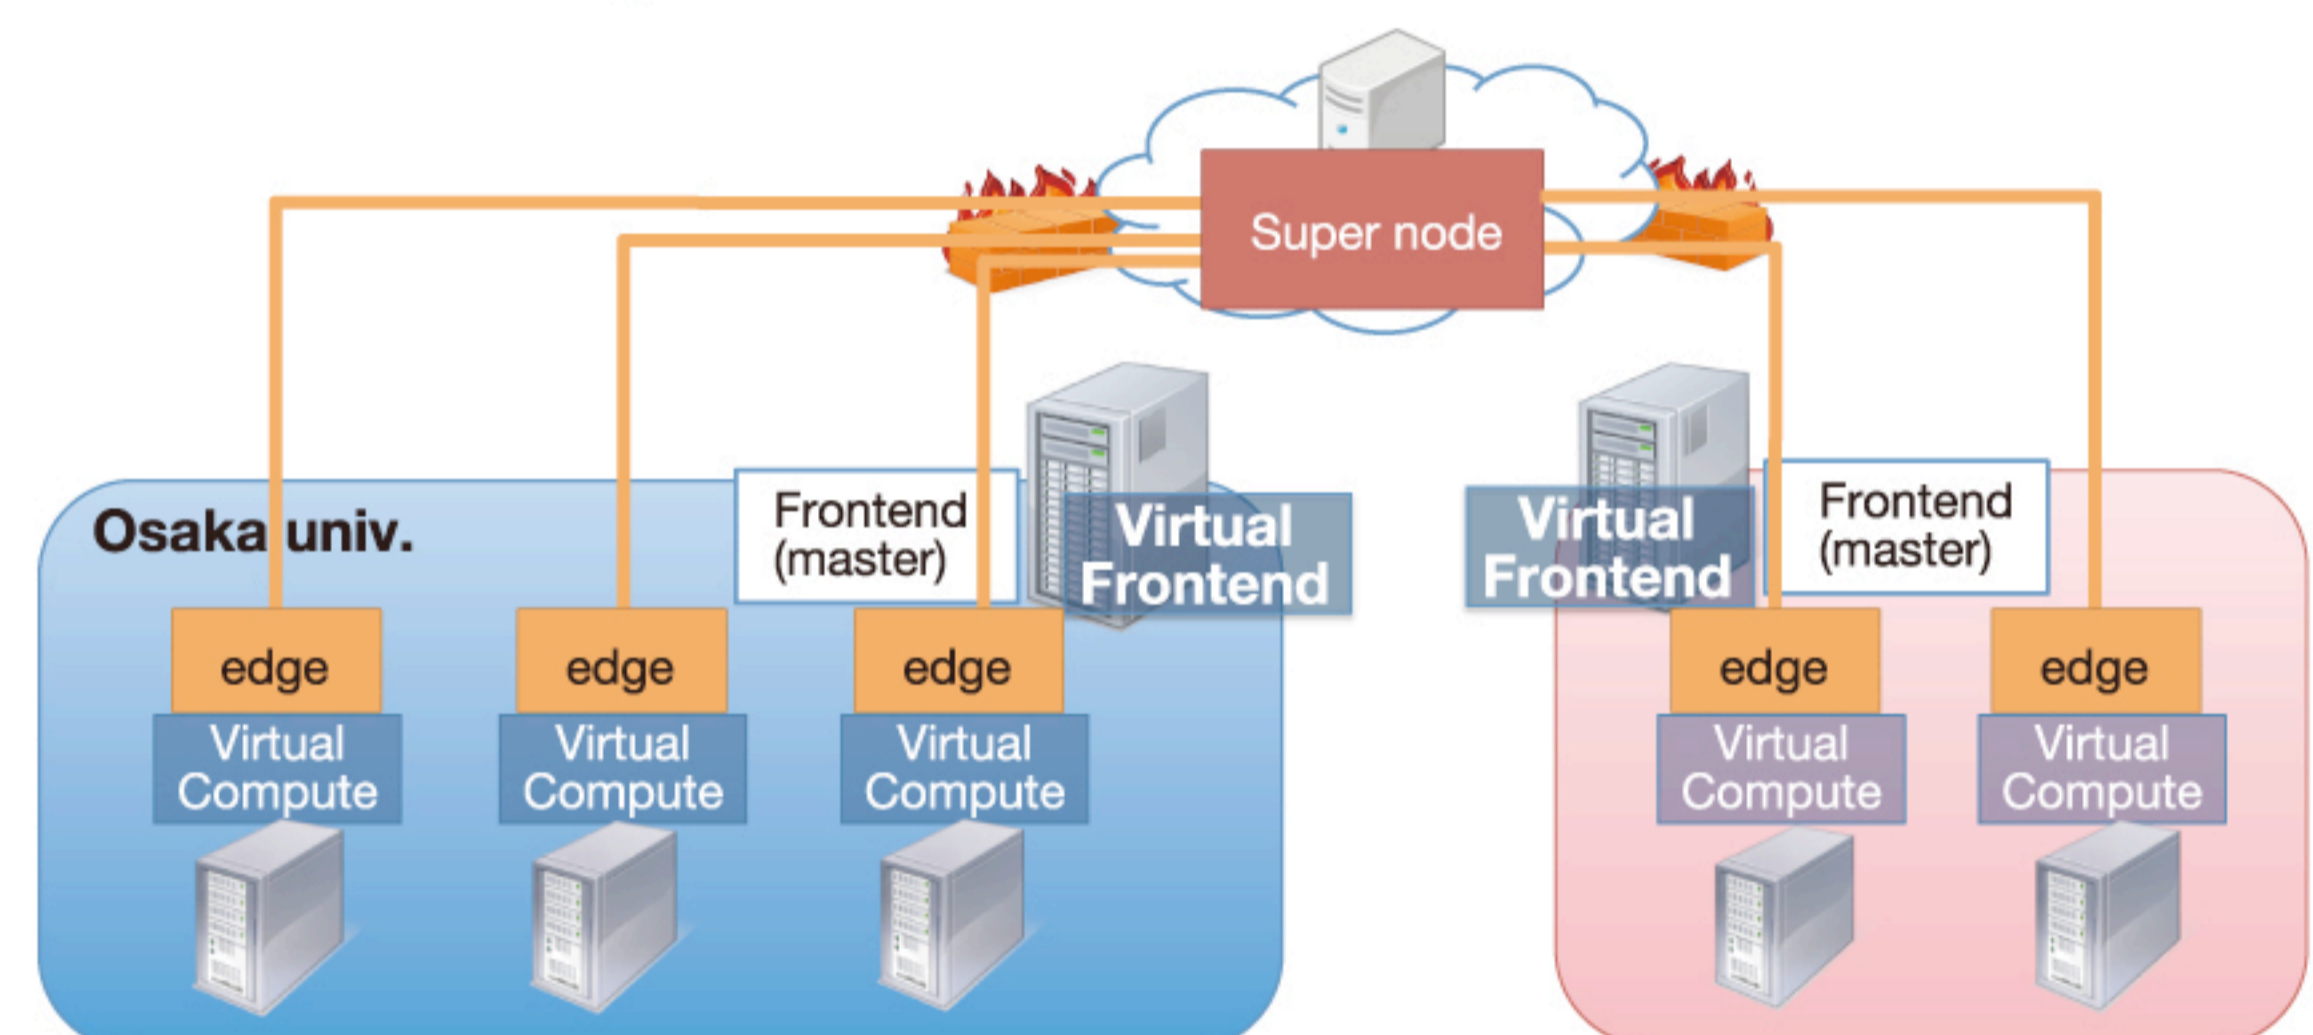 Super node
Osaka univ.
Frontend
(master)
Virtual
Frontend
Virtual
Frontend
Frontend
(master)
edge
edge
edge
edge
edge
Virtual
Compute
Virtual
Compute
Virtual
Compute
Virtual
Compute
Virtual
Compute